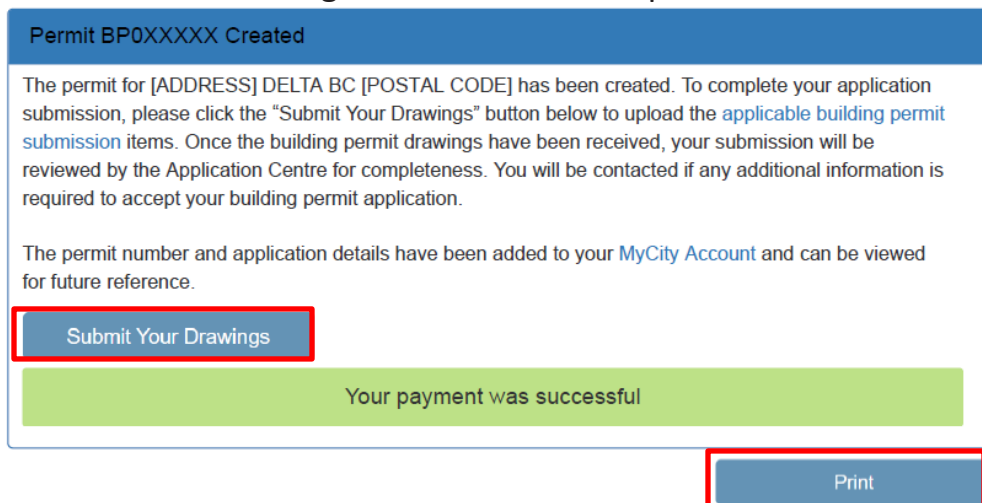 Permit BP0XXXXX Created
The permit for [ADDRESS] DELTA BC [POSTAL CODE] has been created. To complete your application
submission, please click the “Submit Your Drawings” button below to upload the applicable building permit
submission items. Once the building permit drawings have been received, your submission will be
reviewed by the Application Centre for completeness. You will be contacted if any additional information is
required to accept your building permit application.
The permit number and application details have been added to your MyCity Account and can be viewed
for future reference.
Submit Your Drawings
Your payment was successful
Print